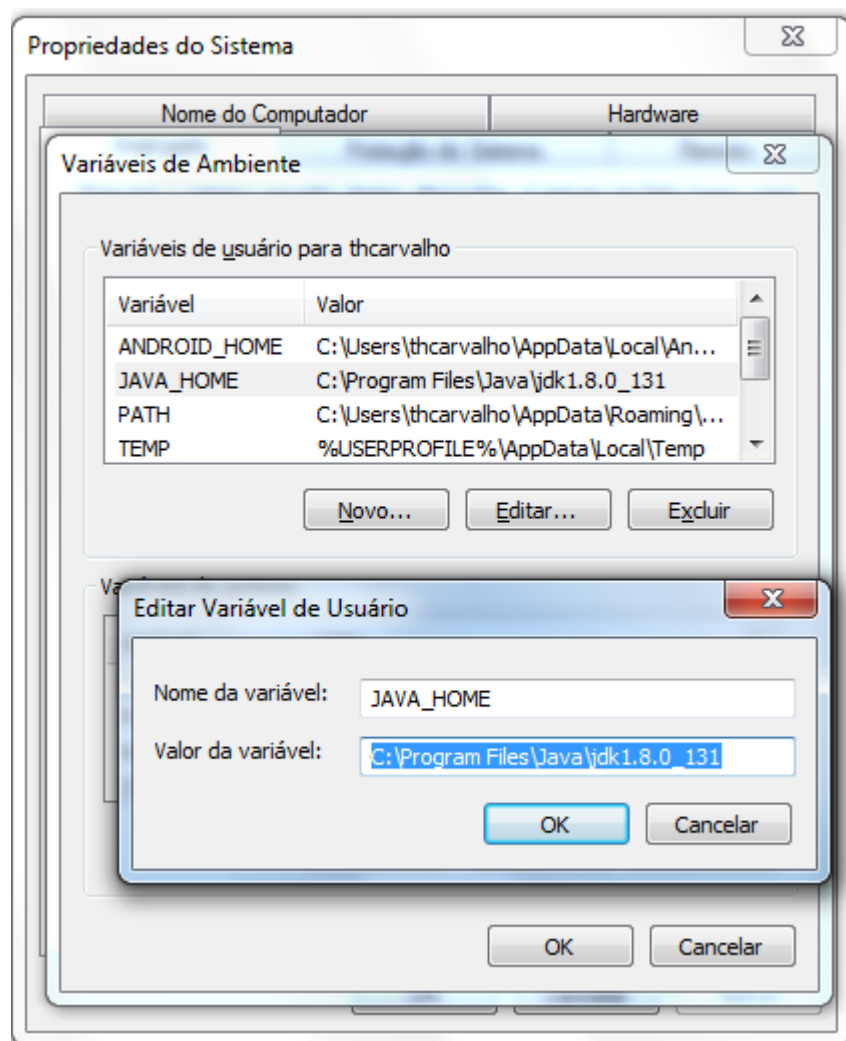 Propriedades do Sistema
Nome do Computador Hardware
Variáveis de Ambiente
Variáveis de usuário para thcarvalho
Variável Valor
ANDROID_HOME C:\Users\thcarvalho\AppData\Local\An...
JAVA_HOME C:\Program Files\Java\jdk1.8.0_131
PATH C:\Users\thcarvalho\AppData\Roaming\...
TEMP %USERPROFILE%\AppData\Local\Temp
Novo... Editar... Excluir
Editar Variável de Usuário
Nome da variável: JAVA_HOME
Valor da variável: C:\Program Files\Java\jdk1.8.0_131
OK Cancelar
OK Cancelar